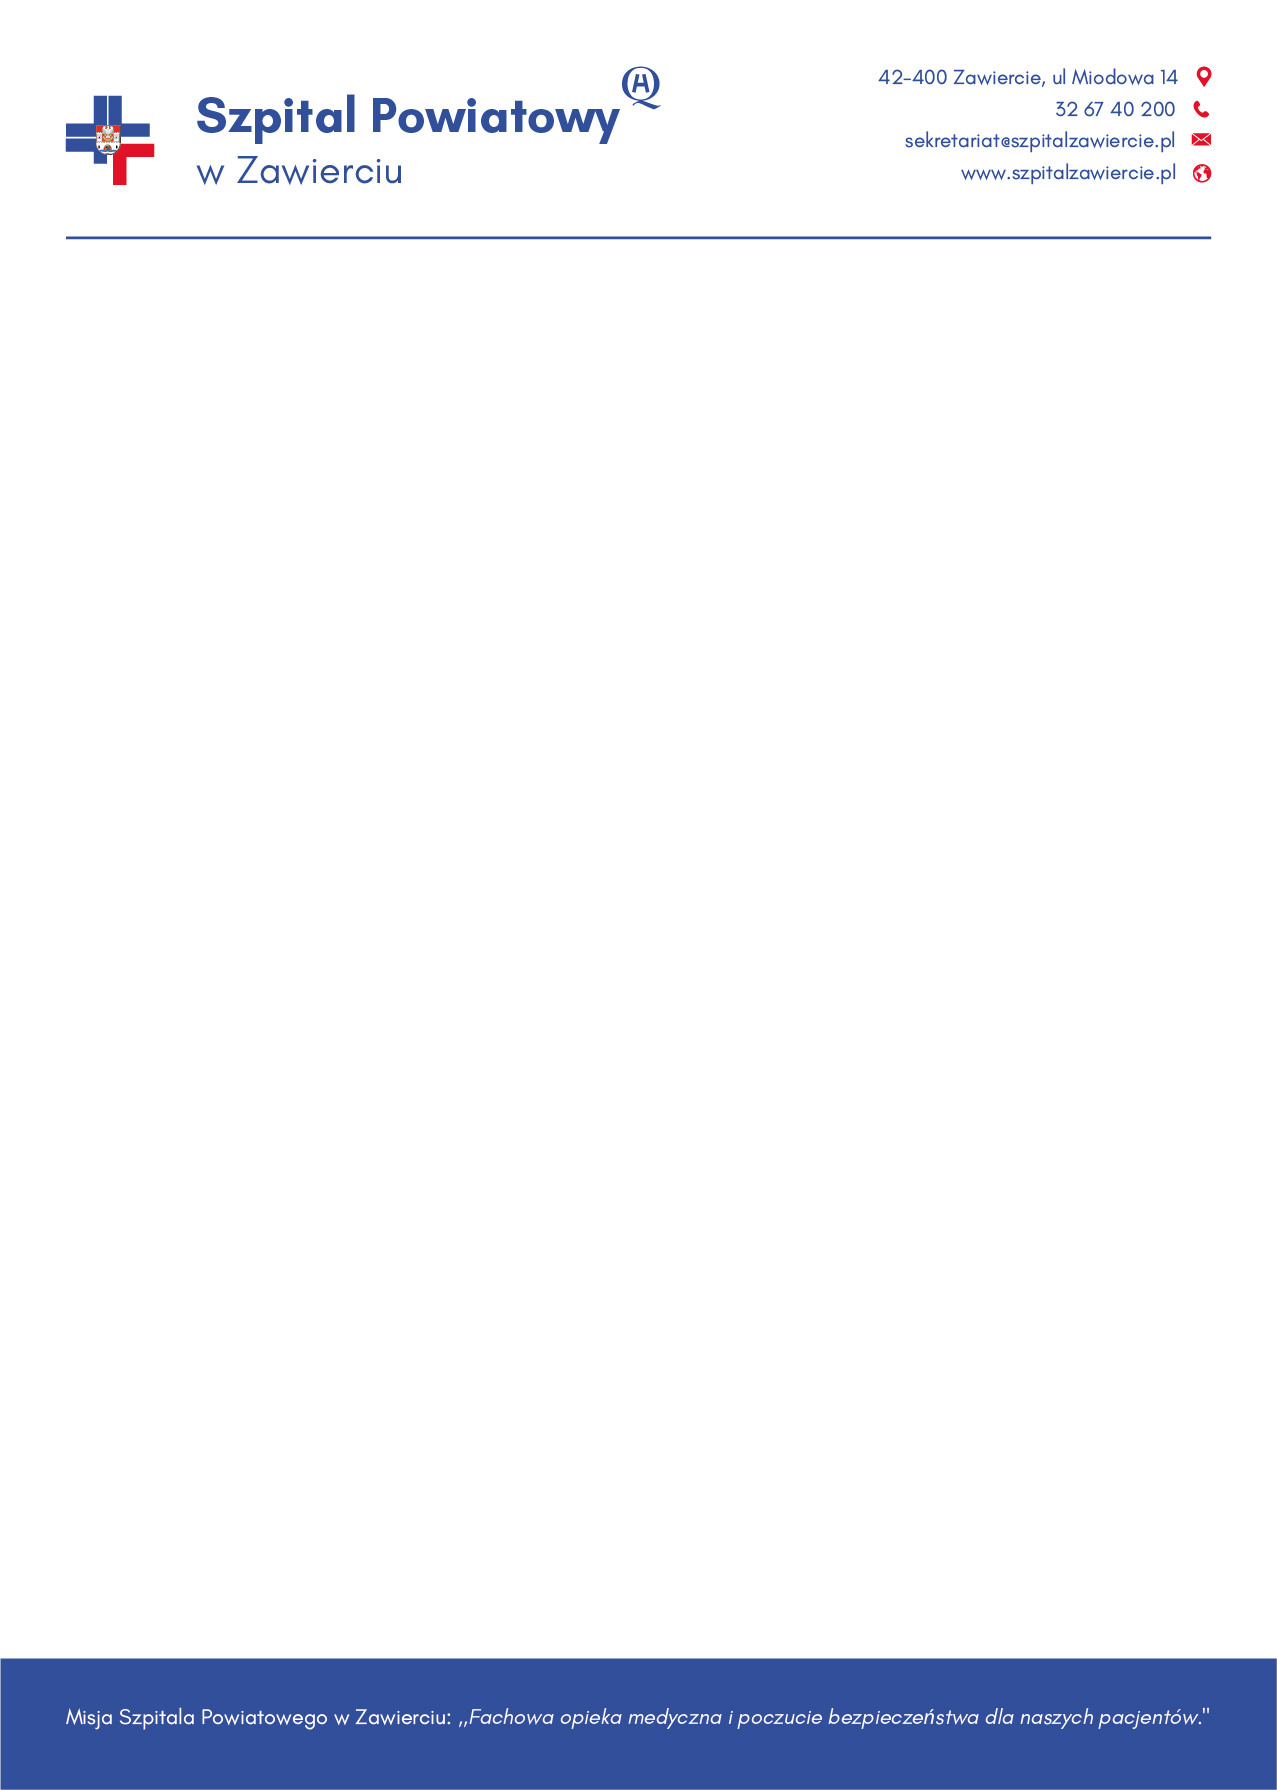 Szpital Powiatowy
w Zawierciu
42-400 Zawiercie, ul Miodowa 14
32 67 40 200
sekretariat@szpitalzawiercie.pl
www.szpitalzawiercie.pl
Misja Szpitala Powiatowego w Zawierciu: ,,Fachowa opieka medyczna i poczucie bezpieczeństwa dla naszych pacjentów."